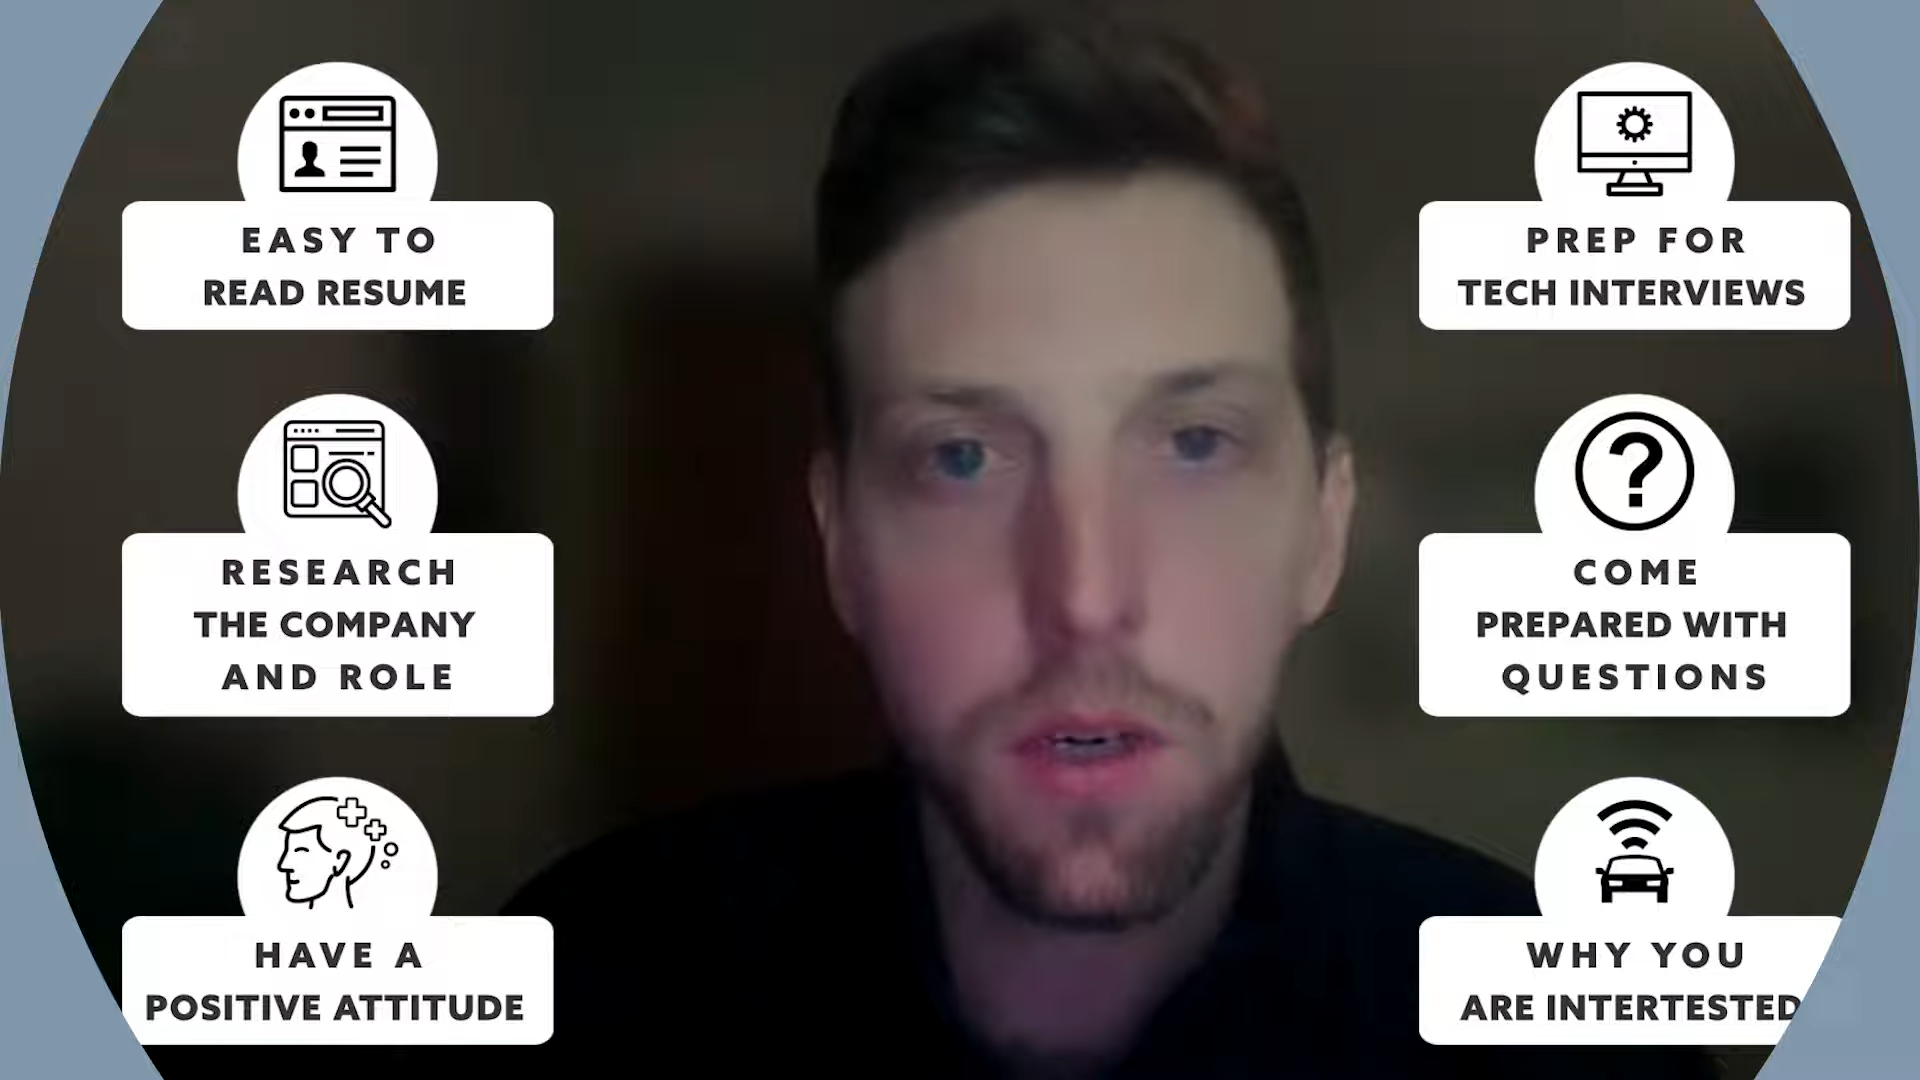 EASY TO
READ RESUME
RESEARCH
THE COMPANY
AND ROLE
HAVE A
POSITIVE ATTITUDE
PREP FOR
TECH INTERVIEWS
COME
PREPARED WITH
QUESTIONS
WHY YOU
ARE INTERTESTED